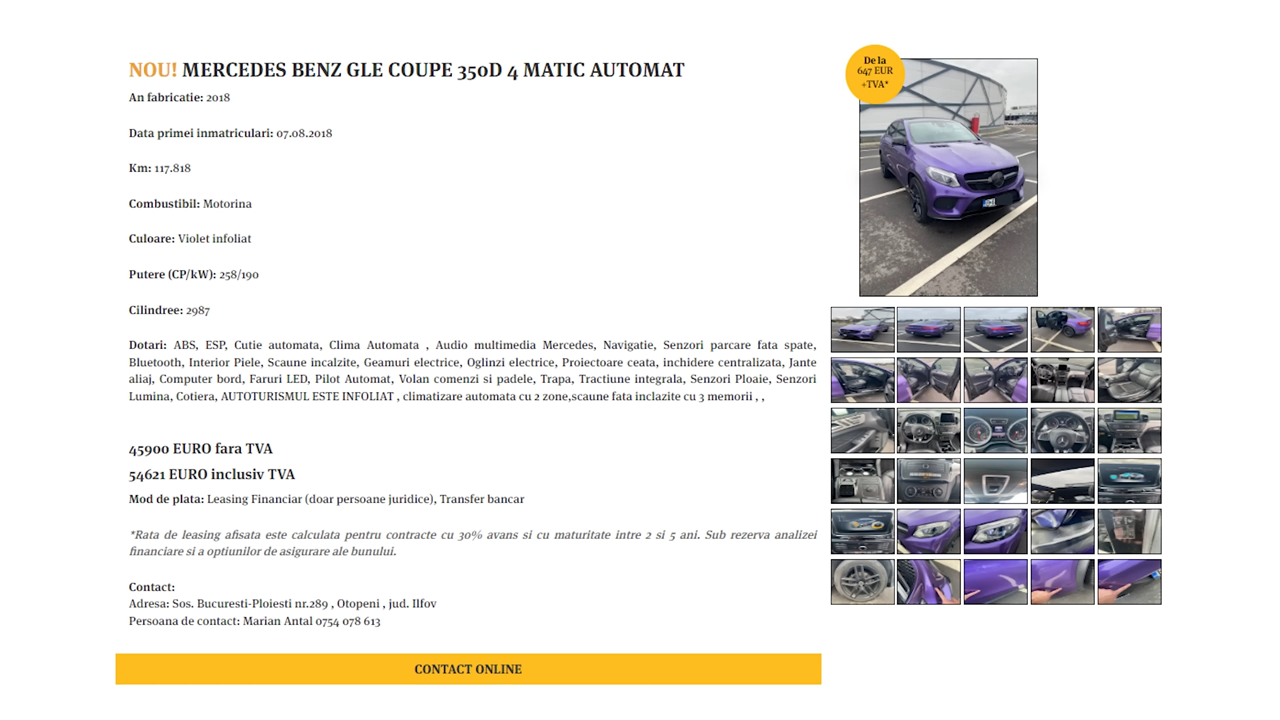 NOU! MERCEDES BENZ GLE COUPE 350D 4 MATIC AUTOMAT
An fabricatie: 2018
Data primei inmatriculari: 07.08.2018
Km: 117.818
Combustibil: Motorina
Culoare: Violet infoliat
Putere (CP/kW): 258/190
Cilindree: 2987
Dotari: ABS, ESP, Cutie automata, Clima Automata , Audio multimedia Mercedes, Navigatie, Senzori parcare fata spate,
Bluetooth, Interior Piele, Scaune incalzite, Geamuri electrice, Oglinzi electrice, Proiectoare ceata, inchidere centralizata, Jante
aliaj, Computer bord, Faruri LED, Pilot Automat, Volan comenzi si padele, Trapa, Tractiune integrala, Senzori Ploaie, Senzori
Lumina, Cotiera, AUTOTURISMUL ESTE INFOLIAT , climatizare automata cu 2 zone,scaune fata inclazite cu 3 memorii , ,
45900 EURO fara TVA
54621 EURO inclusiv TVA
Mod de plata: Leasing Financiar (doar persoane juridice), Transfer bancar
*Rata de leasing afisata este calculata pentru contracte cu 30% avans si cu maturitate intre 2 si 5 ani. Sub rezerva analizei
financiare si a optiunilor de asigurare ale bunului.
Contact:
Adresa: Sos. Bucuresti-Ploiesti nr.289 , Otopeni , jud. Ilfov
Persoana de contact: Marian Antal 0754 078 613
CONTACT ONLINE
De la
647 EUR
+TVA*